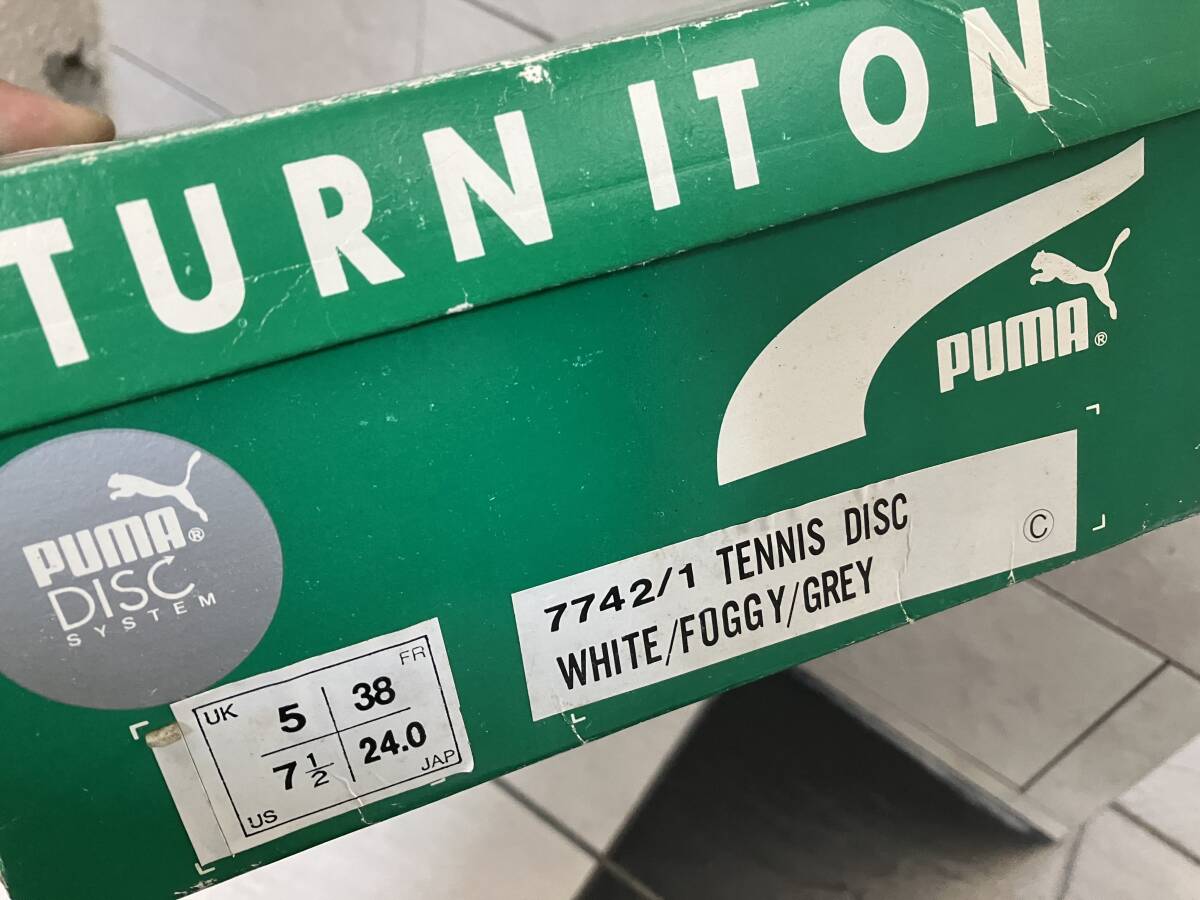 TURN IT ON
PUMA®
PUMA®
DISC
SYSTEM
7742/1 TENNIS DISC
WHITE/FOGGY/GREY
C
UK 5 38 FR
US 7 1/2 24.0 JAP